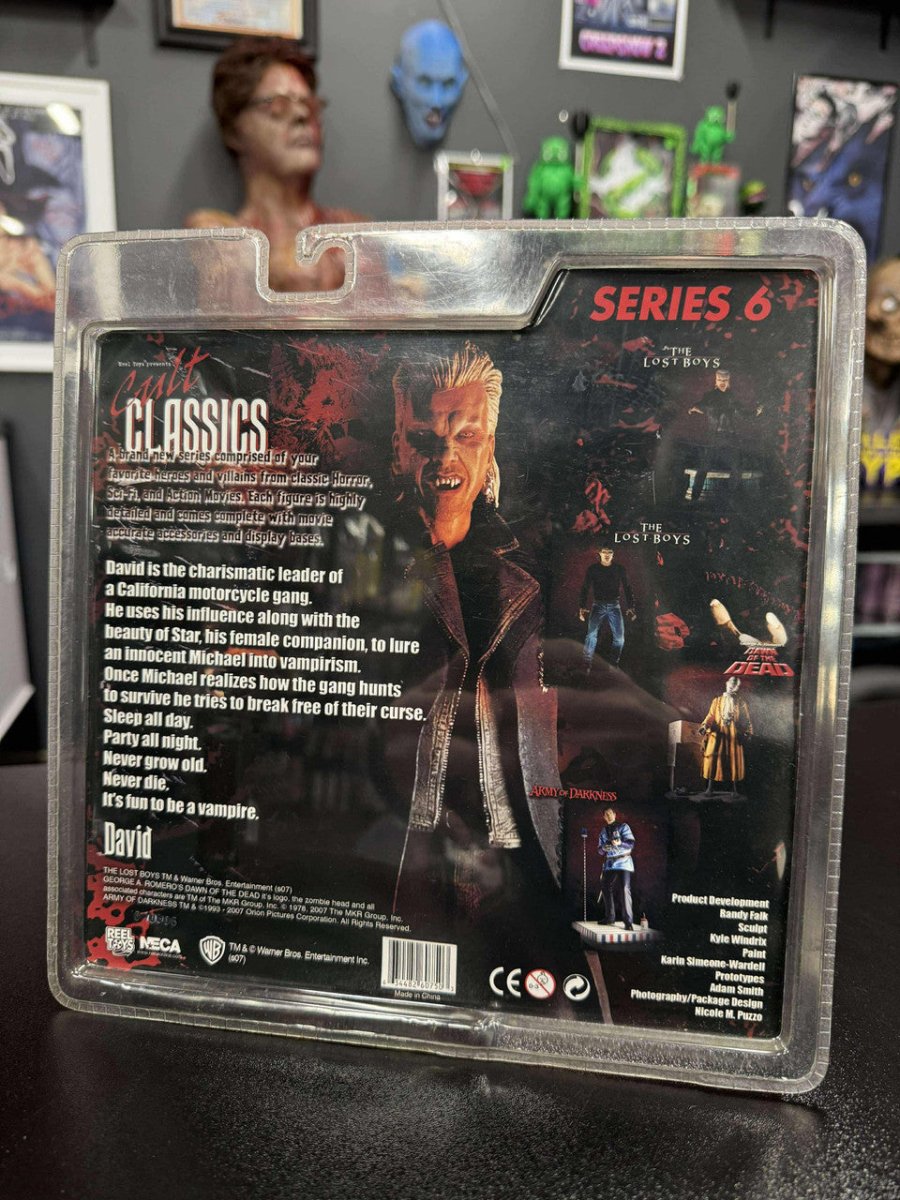 SERIES 6
Reel Toys presents
Cult
CLASSICS
A brand new series comprised of your
favorite heroes and villains from classic Horror,
Sci-Fi, and Action Movies. Each figure is highly
detailed and comes complete with movie
accurate accessories and display bases.
David is the charismatic leader of
a California motorcycle gang.
He uses his influence along with the
beauty of Star, his female companion, to lure
an innocent Michael into vampirism.
Once Michael realizes how the gang hunts
to survive he tries to break free of their curse.
Sleep all day.
Party all night.
Never grow old.
Never die.
It's fun to be a vampire.
David
THE
LOST BOYS
THE
LOST BOYS
DAWN
OF THE
DEAD
ARMY OF DARKNESS
THE LOST BOYS TM & Warner Bros. Entertainment (s07)
GEORGE A. ROMERO'S DAWN OF THE DEAD It's logo, the zombie head and all
associated characters are TM of The MKR Group, Inc. © 1978, 2007 The MKR Group, Inc.
ARMY OF DARKNESS TM & ©1993 - 2007 Orion Pictures Corporation. All Rights Reserved.
REEL
TOYS
NECA
WB
TM & © Warner Bros. Entertainment Inc.
(s07)
Made in China
CE
0-3
Product Development
Randy Falk
Sculpt
Kyle Windrix
Paint
Karin Simeone-Wardell
Prototypes
Adam Smith
Photography/Package Design
Nicole M. Puzzo